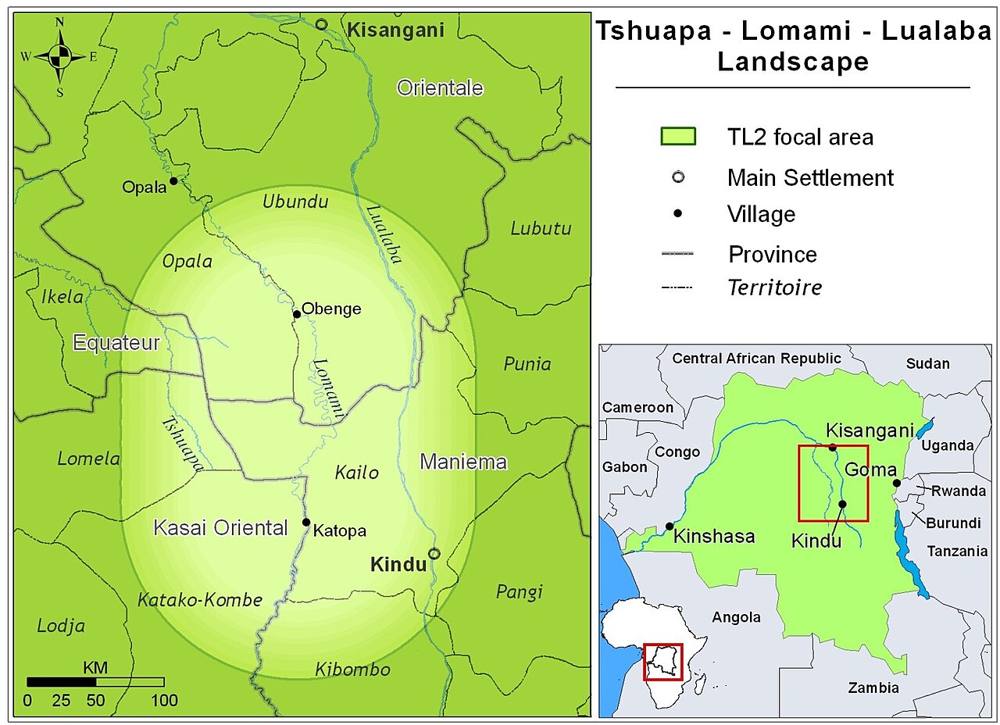 Tshuapa - Lomami - Lualaba
Landscape
TL2 focal area
Main Settlement
Village
Province
Territoire
N
W
E
S
Kisangani
Orientale
Opala
Ubundu
Lualaba
Lubutu
Opala
Ikela
Obenge
Equateur
Punia
Lomami
Tshuapa
Lomela
Kailo
Maniema
Kasai Oriental
Katopa
Kindu
Katako-Kombe
Pangi
Lodja
Kibombo
KM
0 25 50 100
Central African Republic
Sudan
Cameroon
Kisangani
Uganda
Congo
Gabon
Goma
Rwanda
Burundi
Kinshasa
Kindu
Tanzania
Angola
Zambia